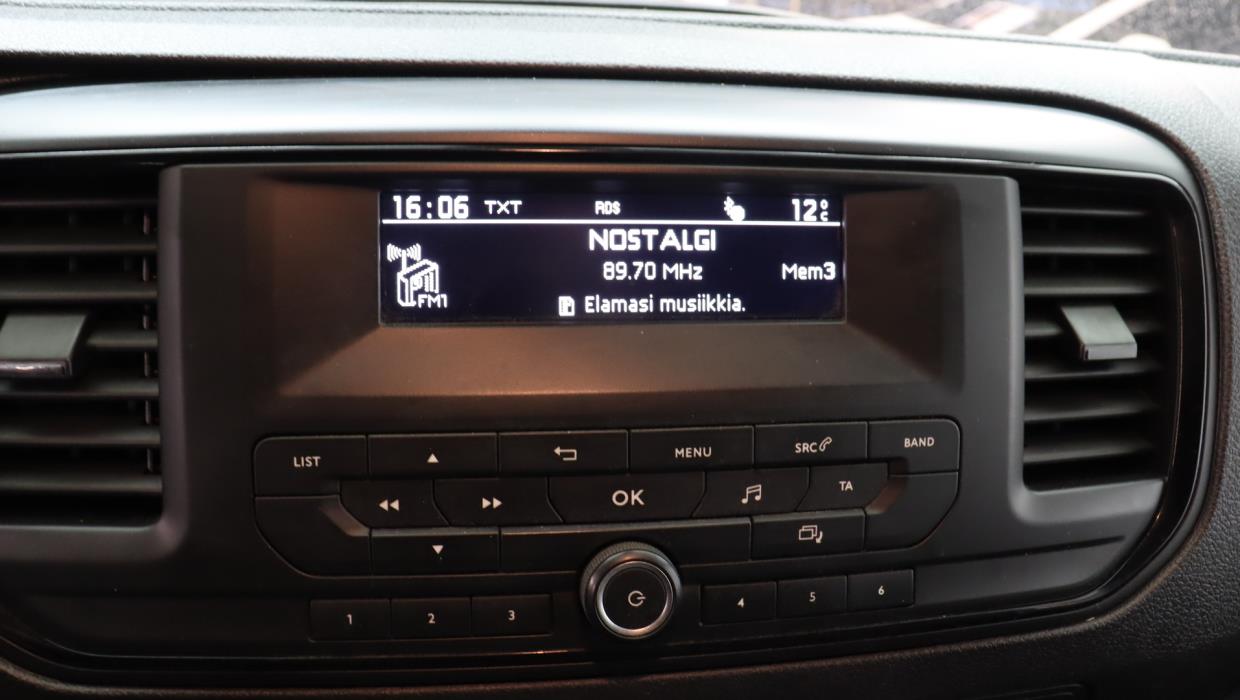 16:06 TXT RDS 12°C
NOSTALGI
89.70 MHz Mem3
FM1 Elamasi musiikkia.
LIST MENU SRC BAND
OK TA
1 2 3 4 5 6